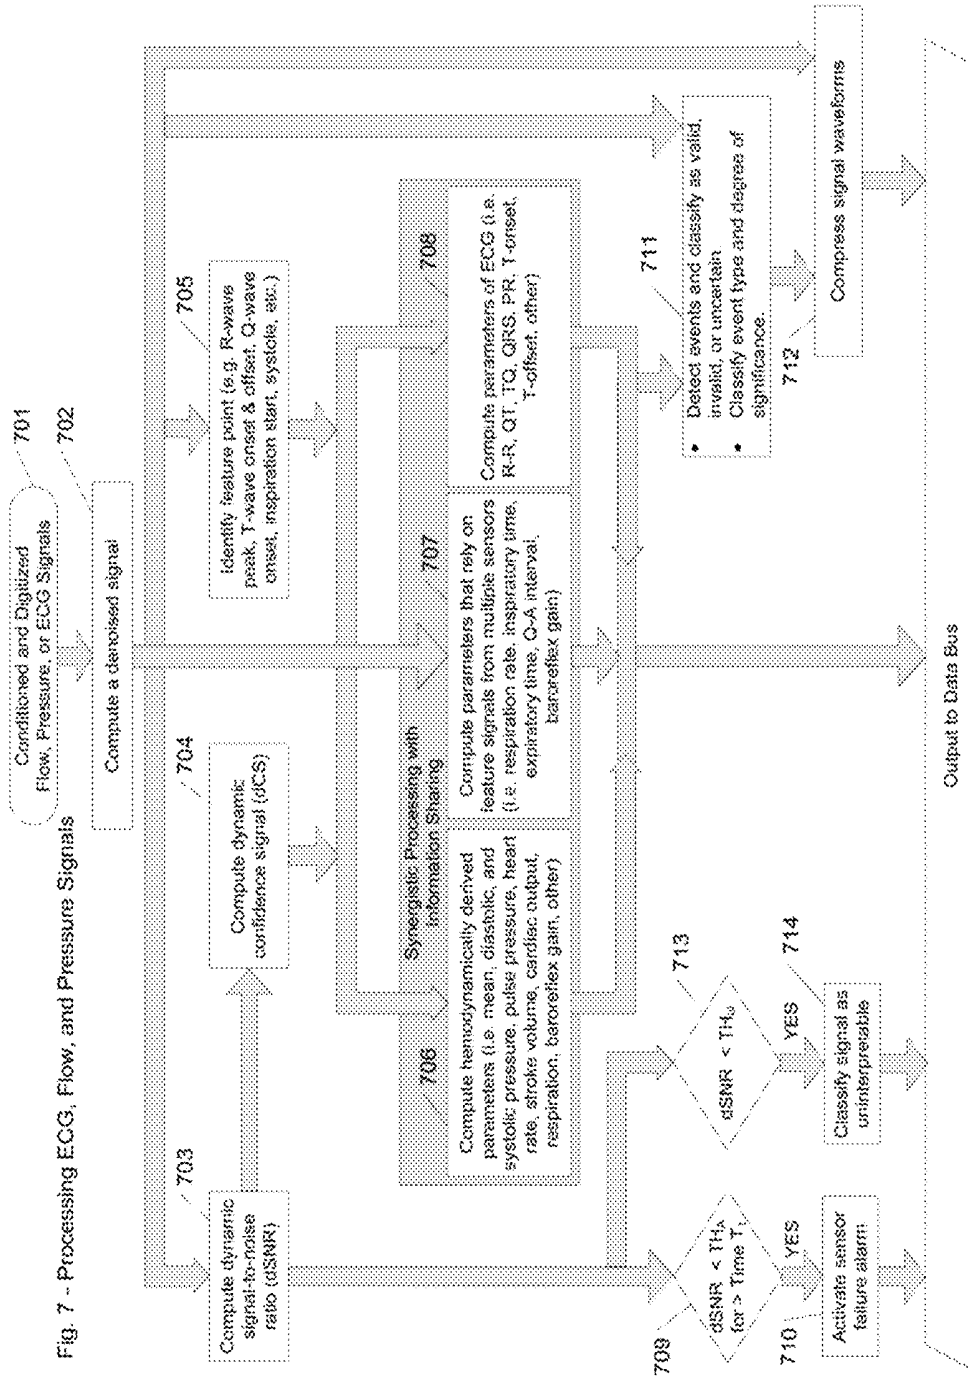 Fig. 7 - Processing ECG, Flow, and Pressure Signals
Conditioned and Digitized
Flow, Pressure, or ECG Signals
701
Compute a denoised signal
702
703
Compute dynamic
signal-to-noise
ratio (dSNR)
704
Compute dynamic
confidence signal (dCS)
705
Identify feature point (e.g. R-wave
peak, T-wave onset & offset, Q-wave
onset, inspiration start, systole, etc.)
Synergistic Processing with
Information Sharing
706
Compute hemodynamically derived
parameters (i.e. mean, diastolic, and
systolic pressure, pulse pressure, heart
rate, stroke volume, cardiac output,
respiration, baroreflex gain, other)
707
Compute parameters that rely on
feature signals from multiple sensors
(i.e. respiration rate, inspiratory time,
expiratory time, Q-A interval,
baroreflex gain)
708
Compute parameters of ECG (i.e.
R-R, QT, TQ, QRS, PR, T-onset,
T-offset, other)
709
dSNR < THA
for > Time T1
YES
710
Activate sensor
failure alarm
713
dSNR < THω
YES
714
Classify signal as
uninterpretable
711
• Detect events and classify as valid,
invalid, or uncertain
• Classify event type and degree of
significance.
712
Compress signal waveforms
Output to Data Bus